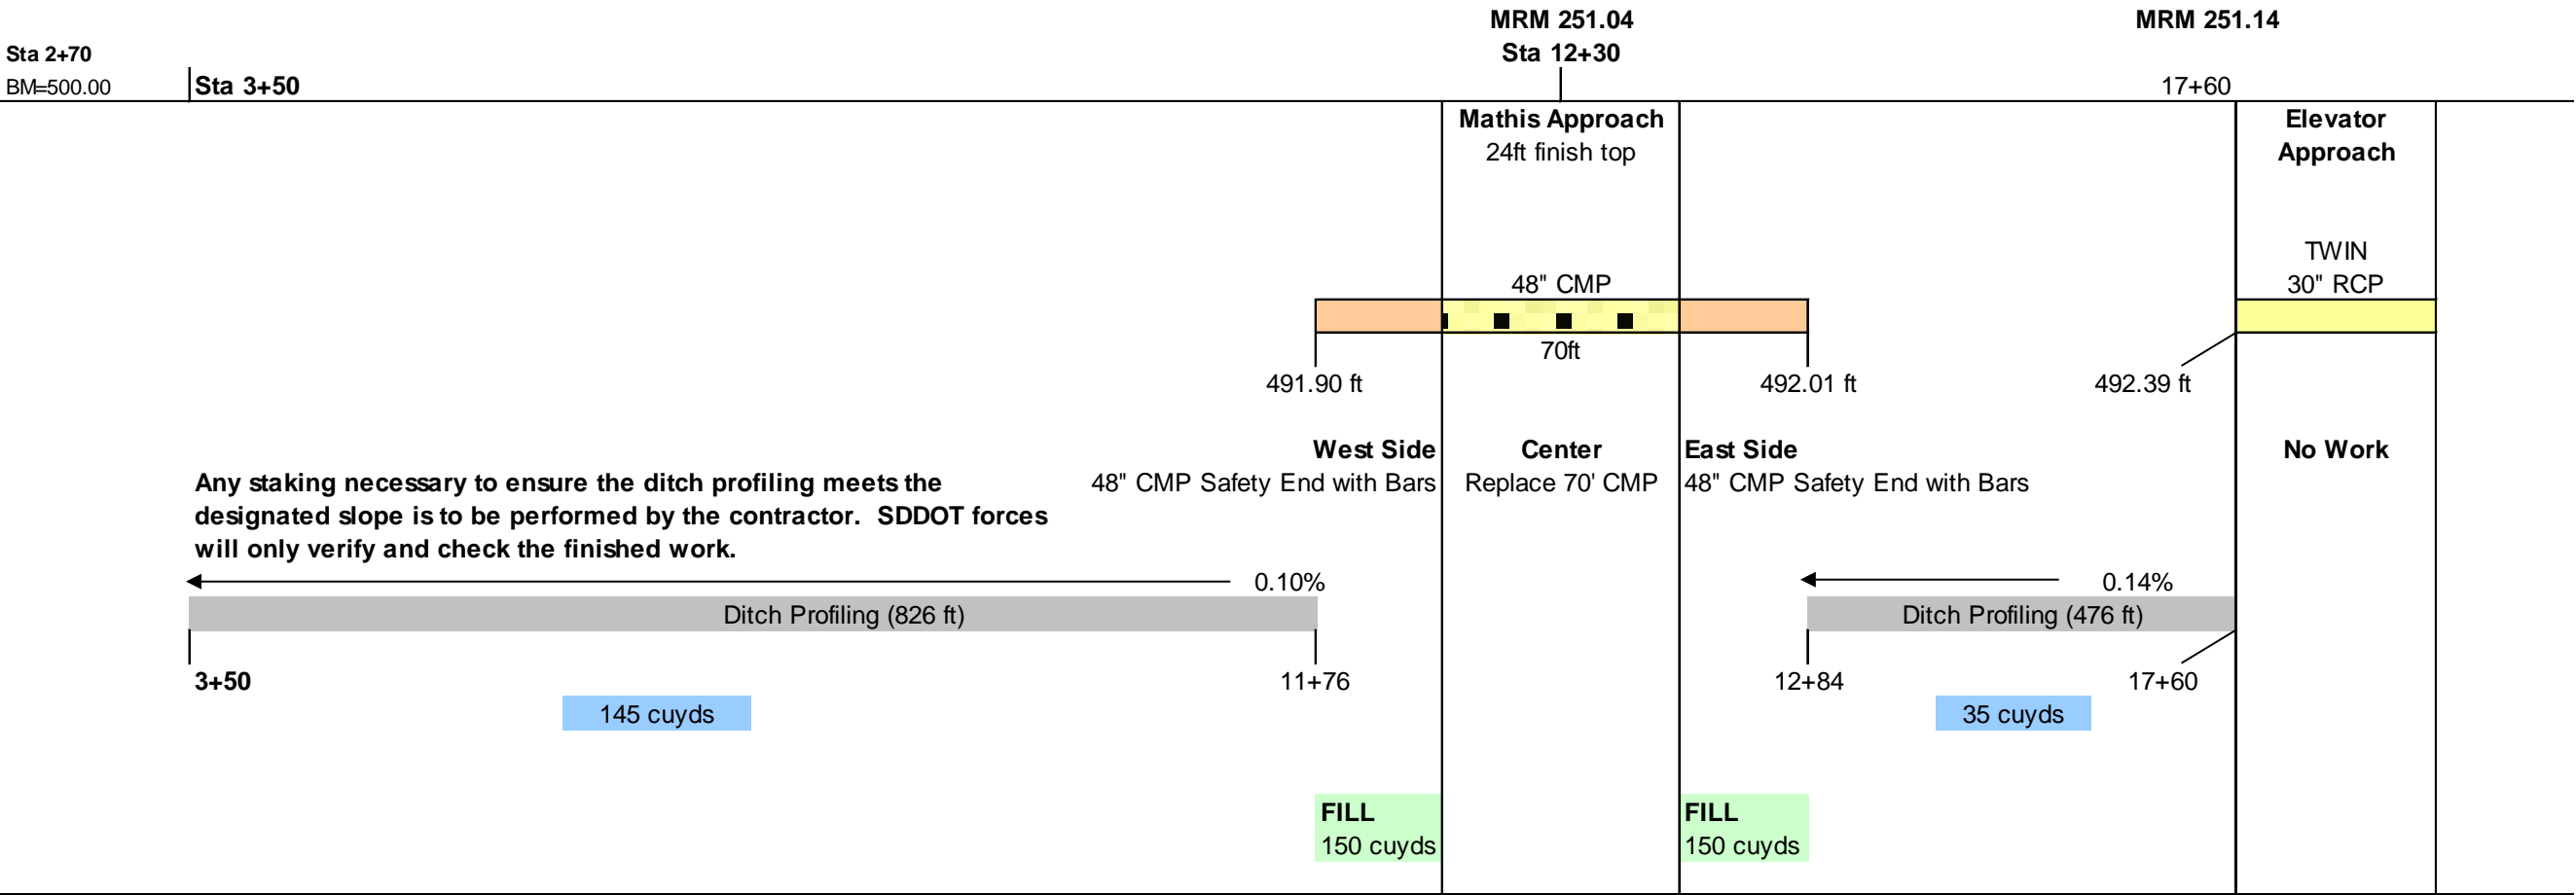 MRM 251.04
MRM 251.14
Sta 2+70
Sta 12+30
BM=500.00
Sta 3+50
17+60
Mathis Approach
24ft finish top
Elevator
Approach
TWIN
30" RCP
48" CMP
70ft
491.90 ft
492.01 ft
492.39 ft
West Side
48" CMP Safety End with Bars
Center
Replace 70' CMP
East Side
48" CMP Safety End with Bars
No Work
Any staking necessary to ensure the ditch profiling meets the
designated slope is to be performed by the contractor.  SDDOT forces
will only verify and check the finished work.
0.10%
0.14%
Ditch Profiling (826 ft)
Ditch Profiling (476 ft)
3+50
11+76
12+84
17+60
145 cuyds
35 cuyds
FILL
150 cuyds
FILL
150 cuyds